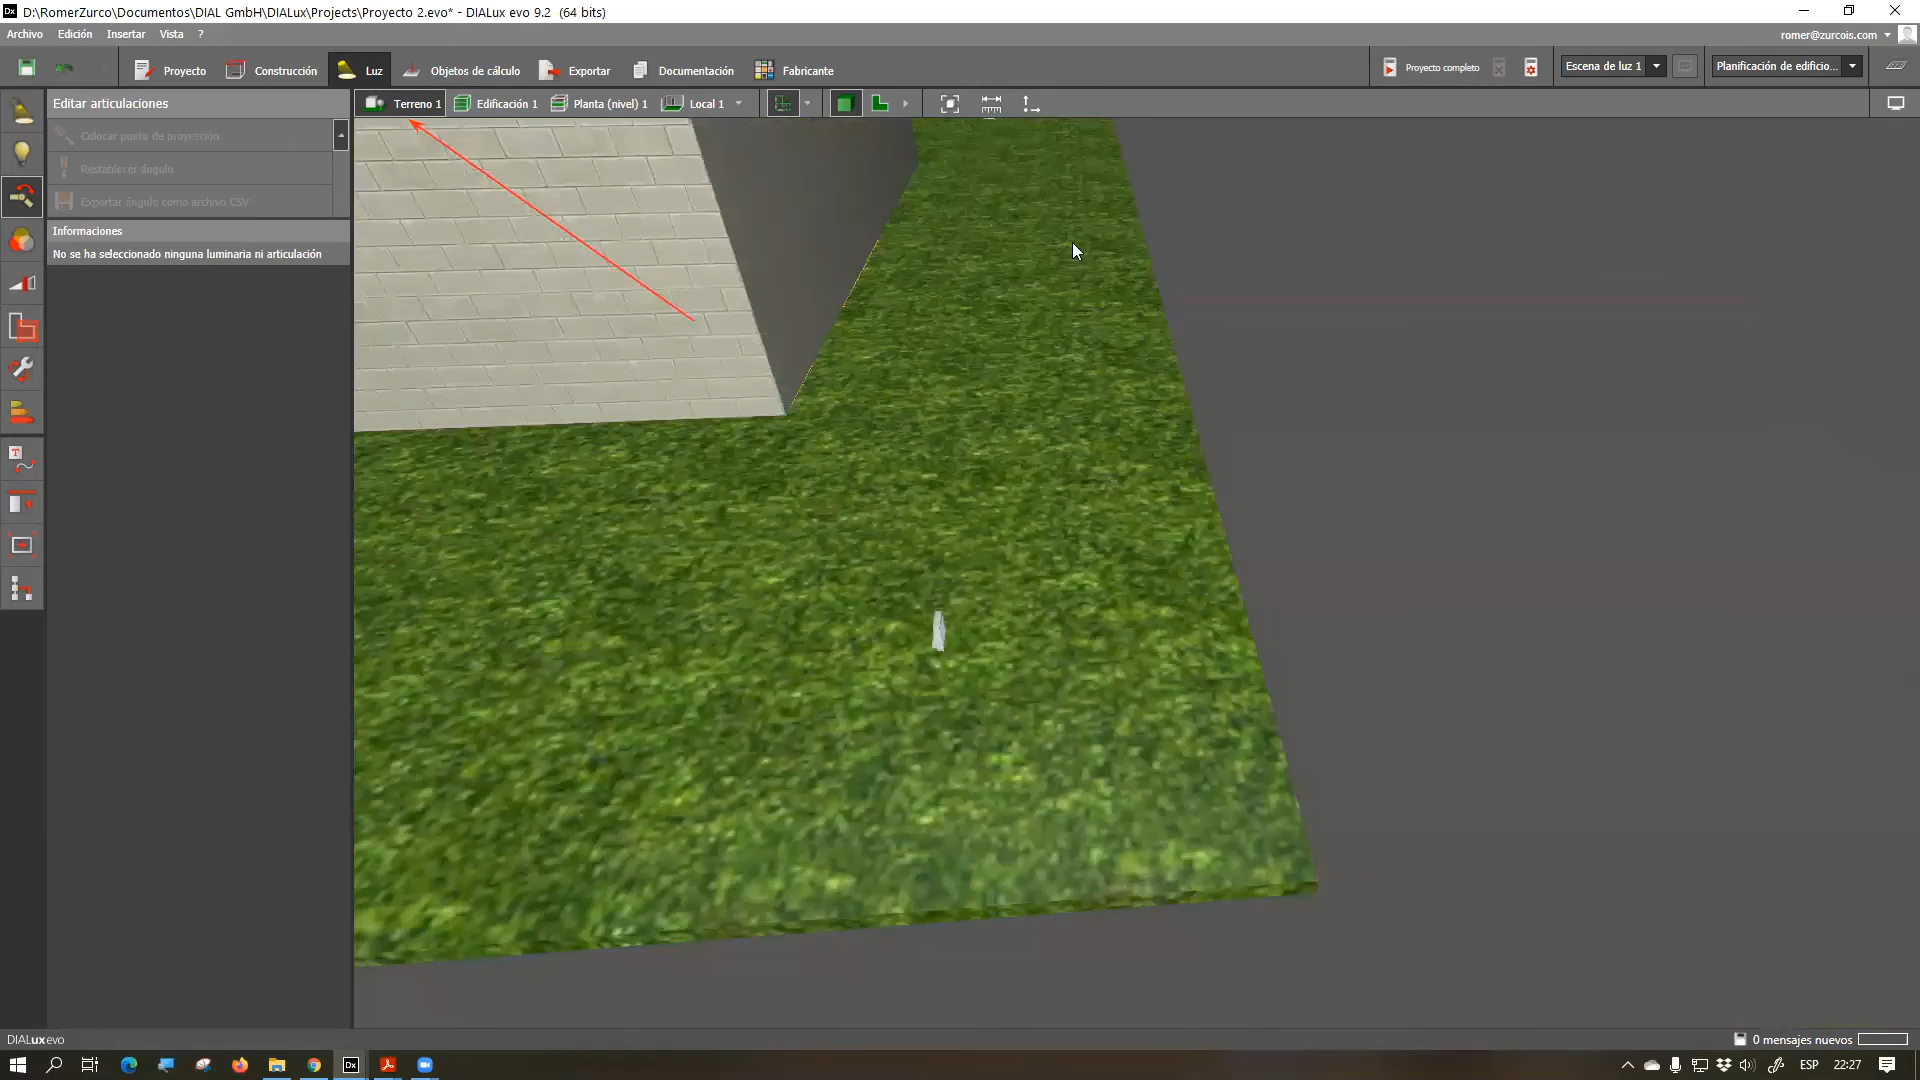 D:\RomerZurco\Documentos\DIAL GmbH\DIALux\Projects\Proyecto 2.evo* - DIALux evo 9.2 (64 bits)
Archivo Edición Insertar Vista ?
romer@zurcois.com
Proyecto Construcción Luz Objetos de cálculo Exportar Documentación Fabricante
Proyecto completo
Escena de luz 1
Planificación de edificio...
Editar articulaciones
Terreno 1 Edificación 1 Planta (nivel) 1 Local 1
Colocar punto de proyección
Restablecer ángulo
Exportar ángulo como archivo CSV
Informaciones
No se ha seleccionado ninguna luminaria ni articulación
DIALux evo
0 mensajes nuevos
ESP
22:27